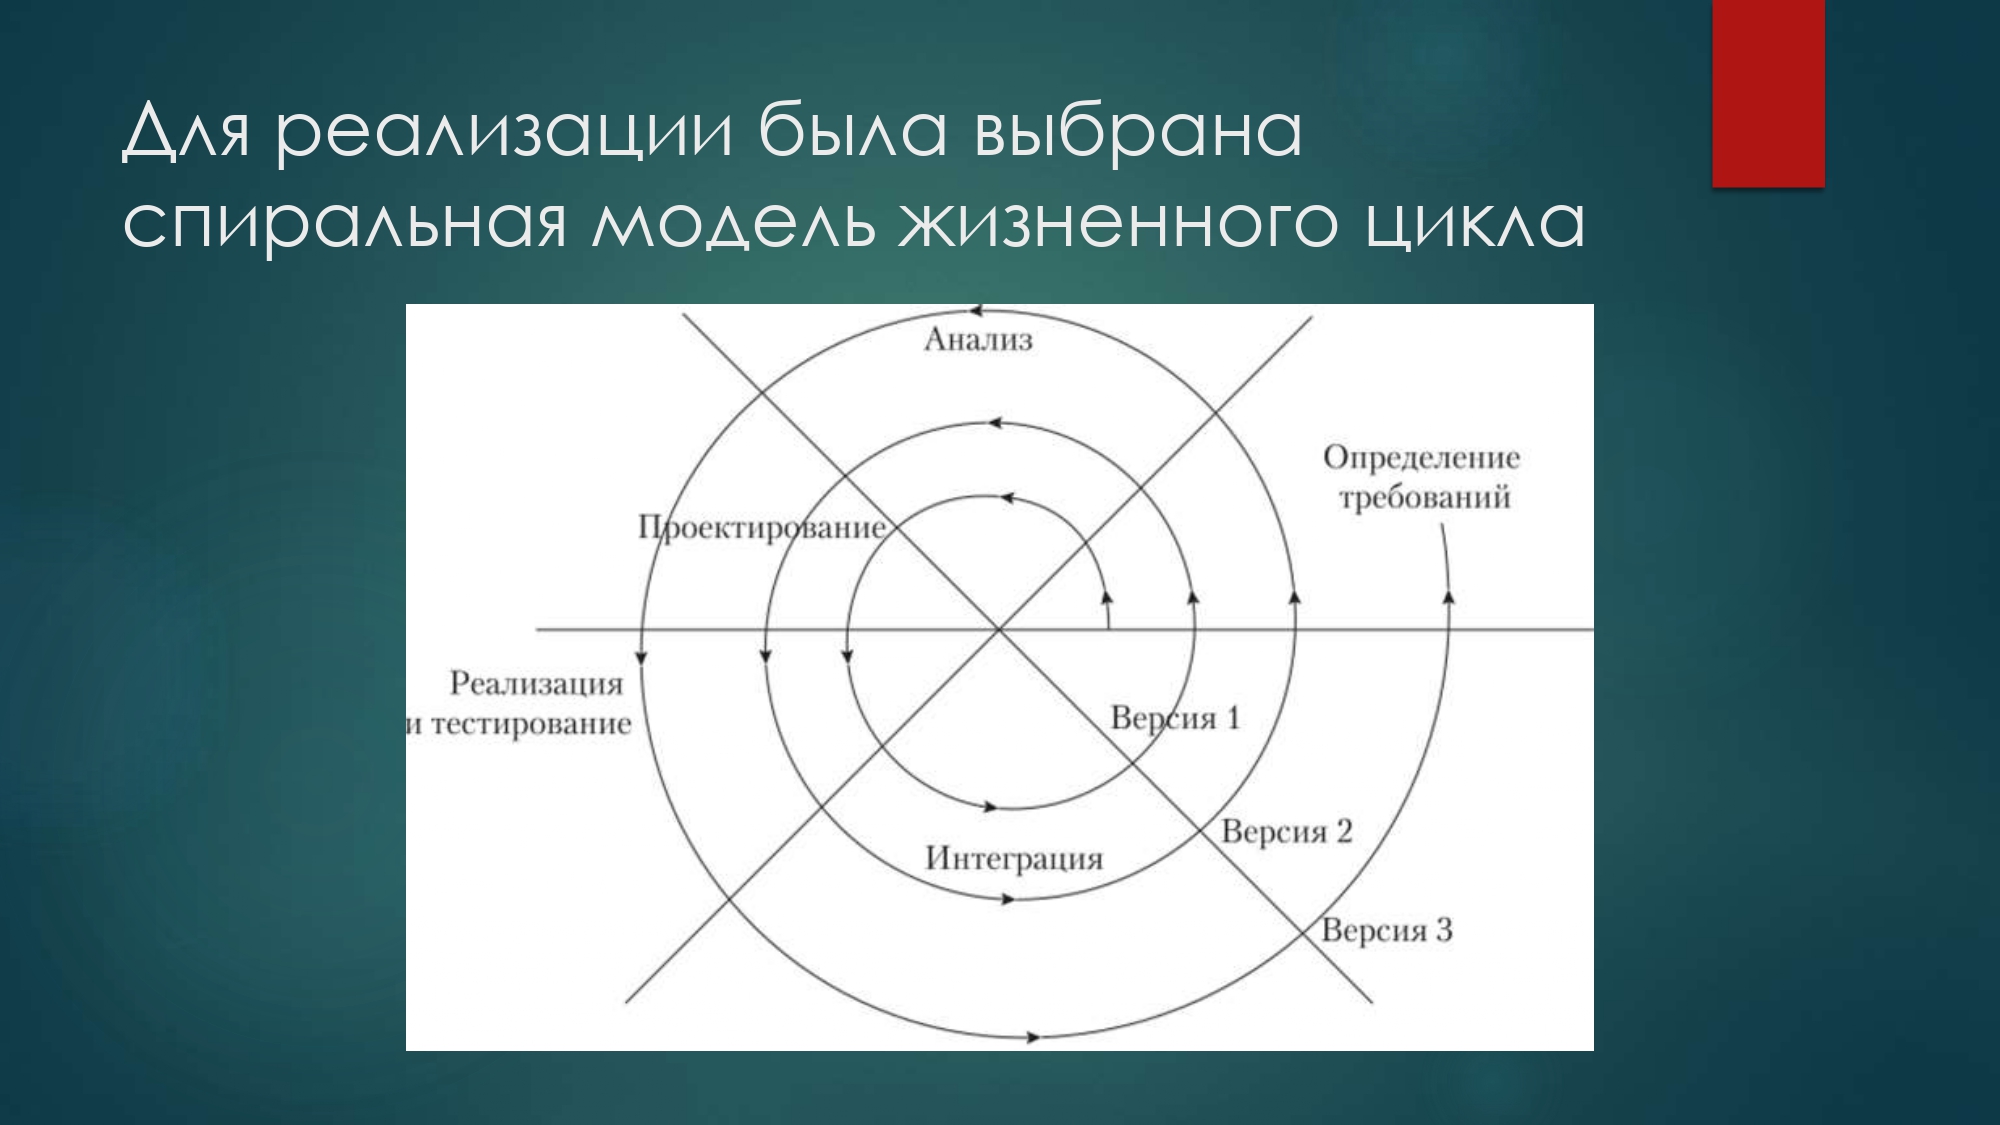 Для реализации была выбрана
спиральная модель жизненного цикла
Анализ
Определение
требований
Проектирование
Реализация
и тестирование
Версия 1
Версия 2
Интеграция
Версия 3